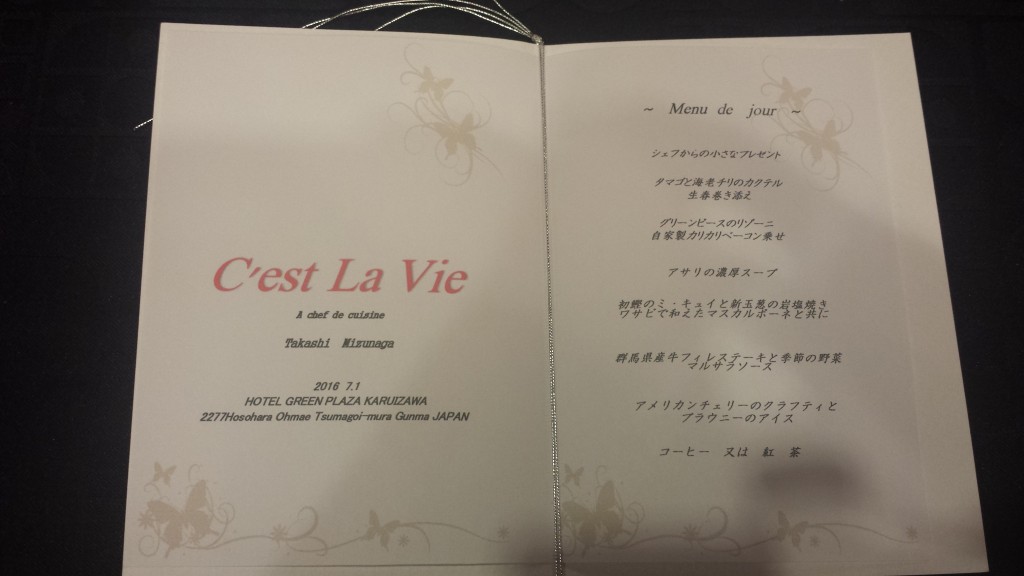 C'est La Vie
A chef de cuisine
Takashi Mizunaga
2016 7.1
HOTEL GREEN PLAZA KARUIZAWA
2277Hosohara Ohmae Tsumagoi-mura Gunma JAPAN
~ Menu de jour ~
シェフからの小さなプレゼント
タマゴと海老チリのカクテル
生春巻き添え
グリーンピースのリゾーニ
自家製カリカリベーコン乗せ
アサリの濃厚スープ
初鰹のミ・キュイと新玉葱の岩塩焼き
ワサビで和えたマスカルポーネと共に
群馬県産牛フィレステーキと季節の野菜
マルサラソース
アメリカンチェリーのクラフティと
ブラウニーのアイス
コーヒー 又は 紅 茶